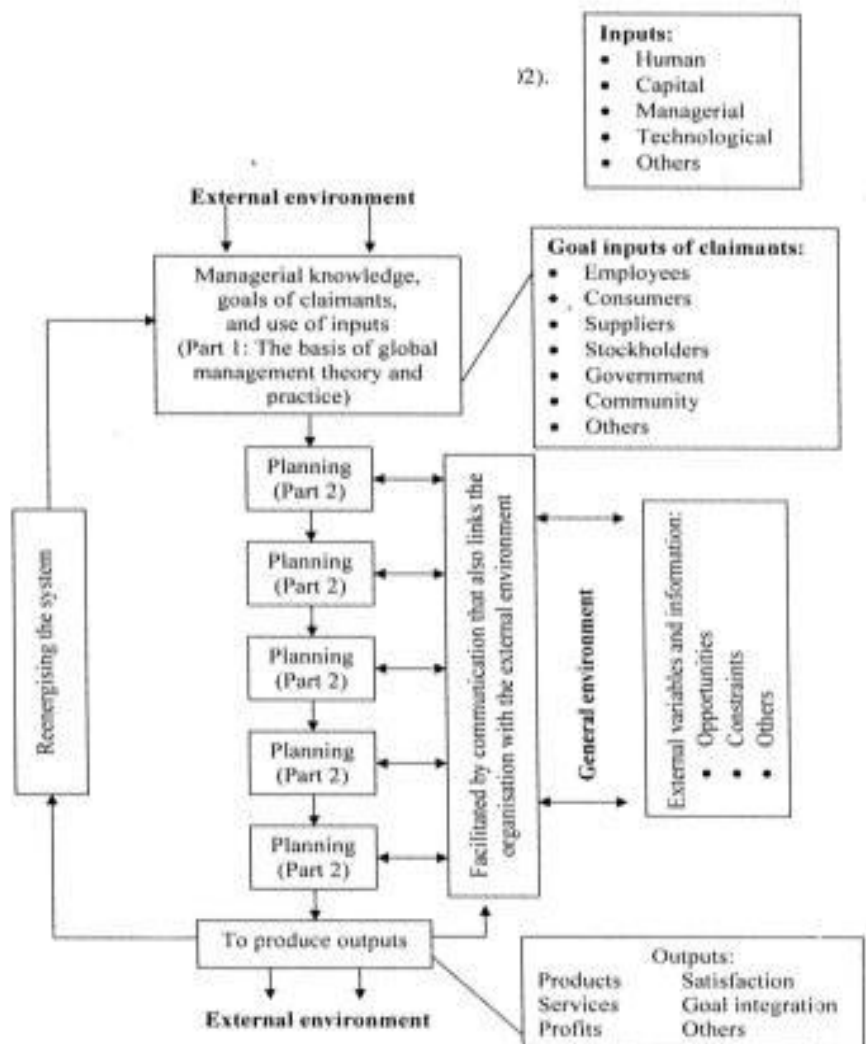 Inputs:
• Human
• Capital
• Managerial
• Technological
• Others
)2).
External environment
Managerial knowledge,
goals of claimants,
and use of inputs
(Part 1: The basis of global
management theory and
practice)
Goal inputs of claimants:
• Employees
• Consumers
• Suppliers
• Stockholders
• Government
• Community
• Others
Planning
(Part 2)
Planning
(Part 2)
Planning
(Part 2)
Planning
(Part 2)
Planning
(Part 2)
Reenergising the system
Facilitated by communication that also links the
organisation with the external environment
General environment
External variables and information:
• Opportunities
• Constraints
• Others
To produce outputs
External environment
Outputs:
Products Satisfaction
Services Goal integration
Profits Others